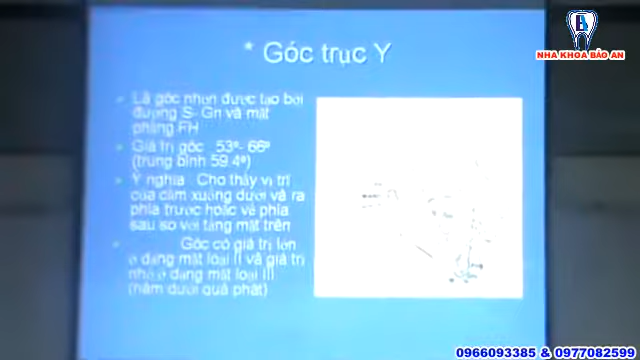 NHA KHOA BẢO AN
* Góc trục Y
Là góc nhọn được tạo bởi
đường S- Gn và mặt
phẳng FH
Giá trị góc 53º- 66º
(trung bình 59.4º)
Ý nghĩa Cho thấy vị trí
của cằm xuống dưới và ra
phía trước hoặc về phía
sau so với tầng mặt trên
Góc có giá trị lớn
ở dạng mặt loại II và giá trị
nhỏ ở dạng mặt loại III
(hàm dưới quá phát)
0966093385 & 0977082599